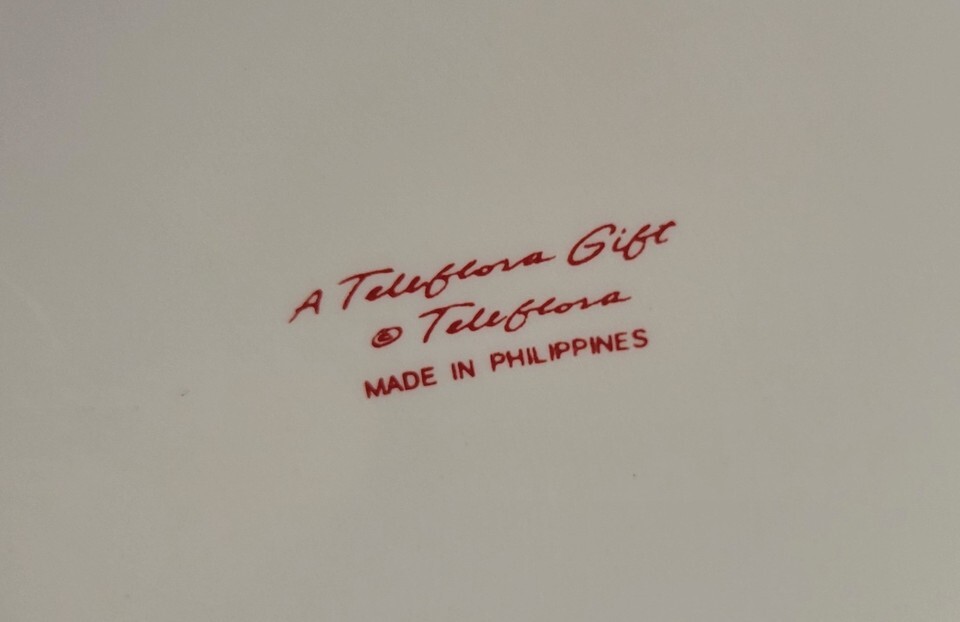 A Teleflora Gift
© Teleflora
MADE IN PHILIPPINES